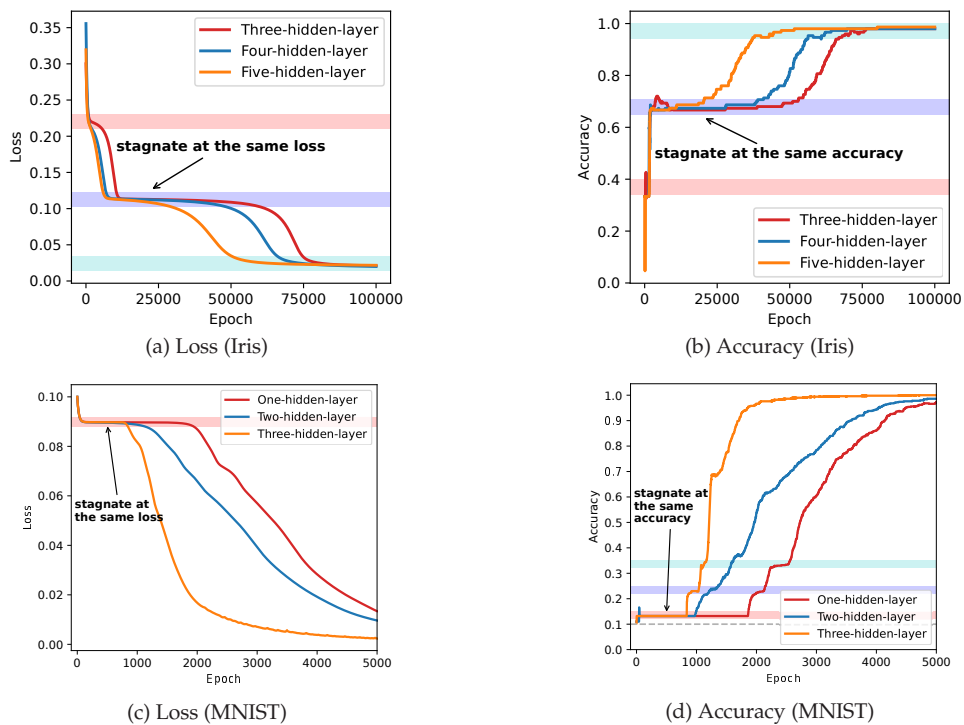 0.35
0.30
0.25
0.20
0.15
0.10
0.05
0.00
Loss
Three-hidden-layer
Four-hidden-layer
Five-hidden-layer
stagnate at the same loss
0 25000 50000 75000 100000
Epoch
(a) Loss (Iris)
1.0
0.8
0.6
0.4
0.2
0.0
Accuracy
stagnate at the same accuracy
Three-hidden-layer
Four-hidden-layer
Five-hidden-layer
0 25000 50000 75000 100000
Epoch
(b) Accuracy (Iris)
0.10
0.08
0.06
0.04
0.02
0.00
Loss
One-hidden-layer
Two-hidden-layer
Three-hidden-layer
stagnate at
the same loss
0 1000 2000 3000 4000 5000
Epoch
(c) Loss (MNIST)
1.0
0.9
0.8
0.7
0.6
0.5
0.4
0.3
0.2
0.1
0.0
Accuracy
stagnate at
the same
accuracy
One-hidden-layer
Two-hidden-layer
Three-hidden-layer
0 1000 2000 3000 4000 5000
Epoch
(d) Accuracy (MNIST)